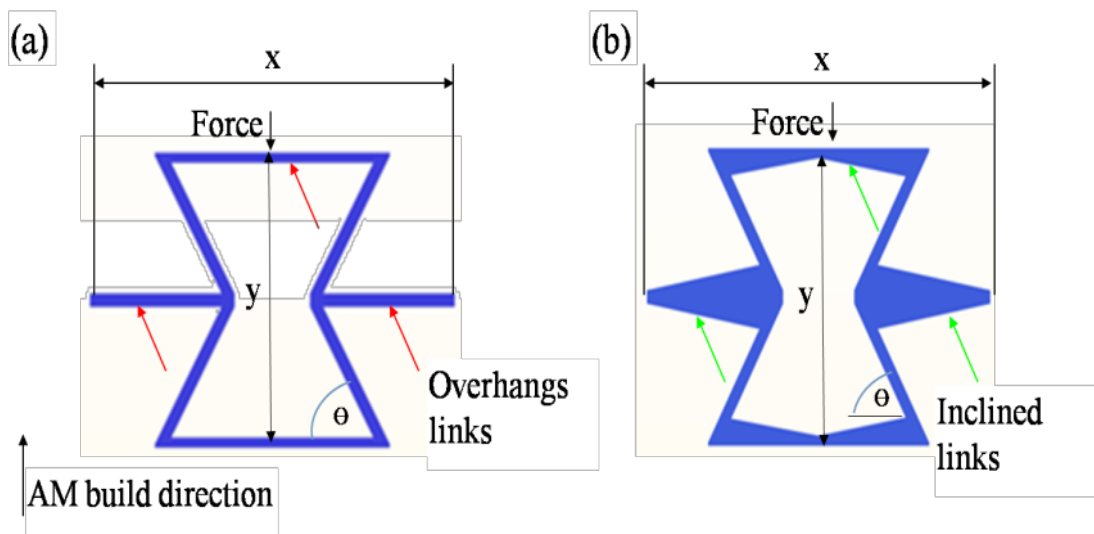 (a)
x
Force
y
θ
Overhangs
links
AM build direction
(b)
x
Force
y
θ
Inclined
links